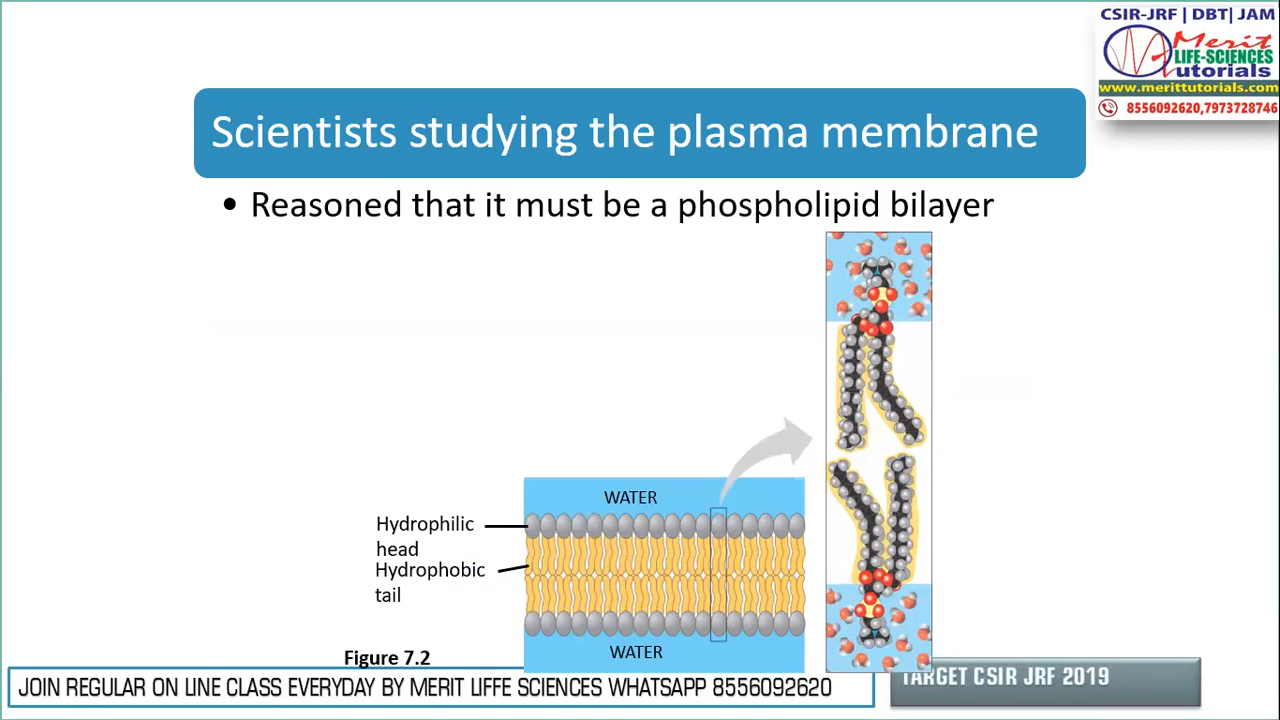 CSIR-JRF | DBT| JAM
Merit
LIFE-SCIENCES
utorials
www.merittutorials.com
8556092620,7973728746
Scientists studying the plasma membrane
• Reasoned that it must be a phospholipid bilayer
WATER
Hydrophilic
head
Hydrophobic
tail
WATER
Figure 7.2
JOIN REGULAR ON LINE CLASS EVERYDAY BY MERIT LIFFE SCIENCES WHATSAPP 8556092620
TARGET CSIR JRF 2019